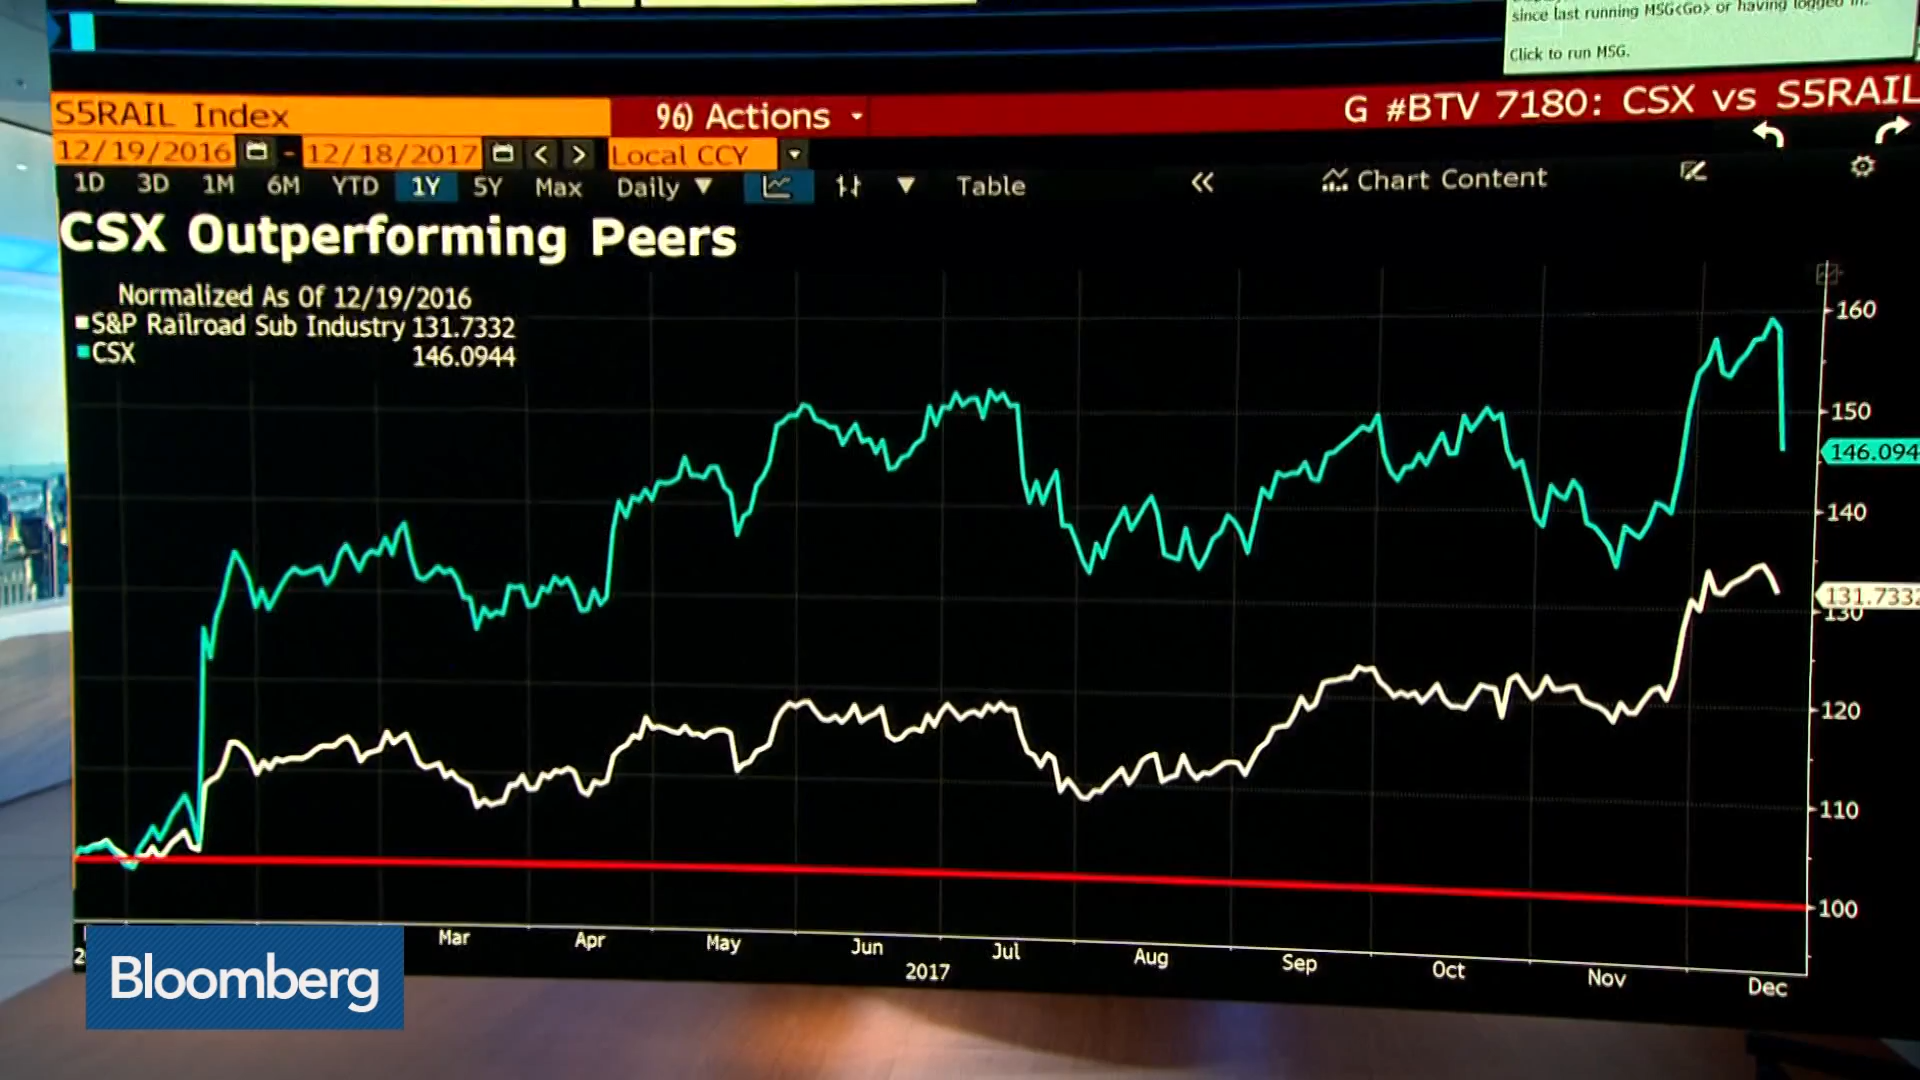 since last running MSG<Go> or having logged in.
Click to run MSG.
S5RAIL Index 96) Actions G #BTV 7180: CSX vs S5RAIL
12/19/2016 - 12/18/2017 Local CCY
1D 3D 1M 6M YTD 1Y 5Y Max Daily Table Chart Content
CSX Outperforming Peers
Normalized As Of 12/19/2016
S&P Railroad Sub Industry 131.7332
CSX 146.0944
160
150
146.094
140
131.7332
130
120
110
100
Mar Apr May Jun Jul Aug Sep Oct Nov Dec
2017
Bloomberg